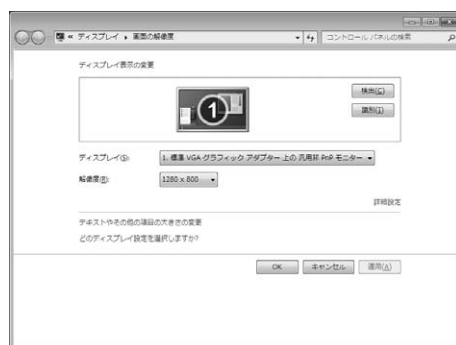 « ディスプレイ ▸ 画面の解像度
コントロール パネルの検索
ディスプレイ表示の変更
1
検出(C)
識別(I)
ディスプレイ(S):
1. 標準 VGA グラフィック アダプター 上の 汎用非 PnP モニター
解像度(R):
1280 x 800
詳細設定
テキストやその他の項目の大きさの変更
どのディスプレイ設定を選択しますか?
OK キャンセル 適用(A)